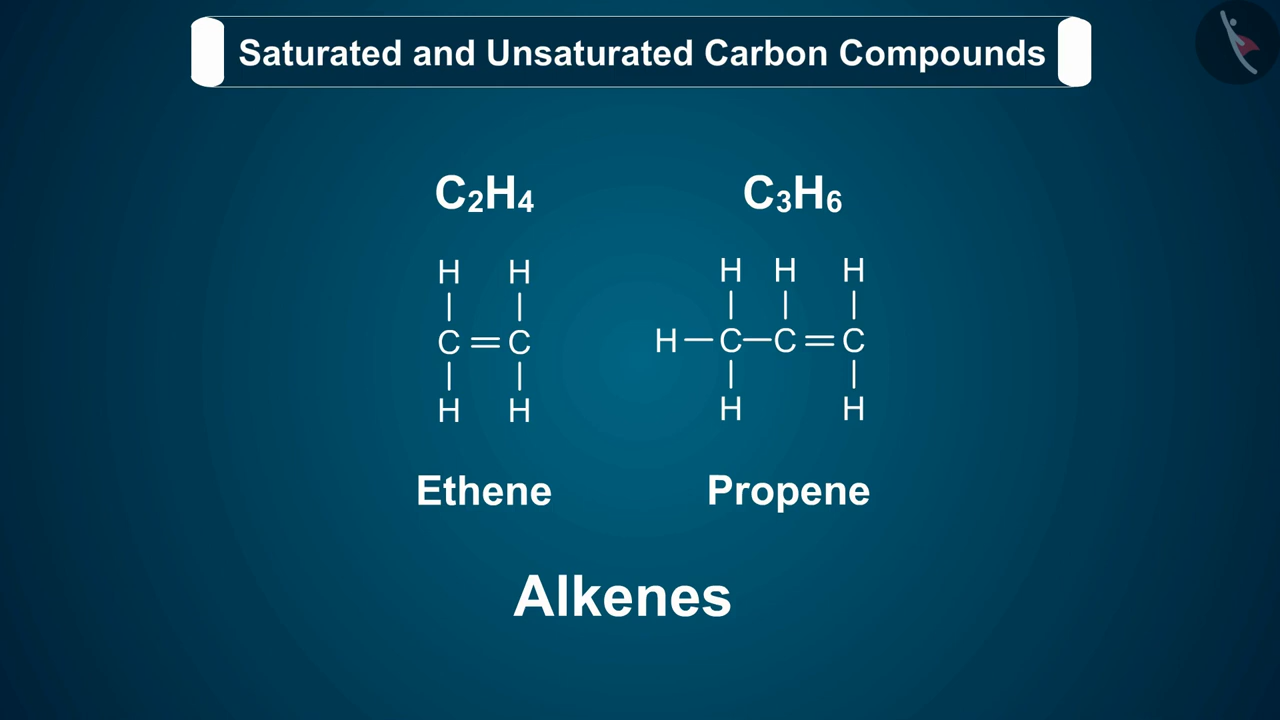 Saturated and Unsaturated Carbon Compounds
C₂H₄ C₃H₆
H H H H H
C=C H—C—C=C
H H H H
Ethene Propene
Alkenes